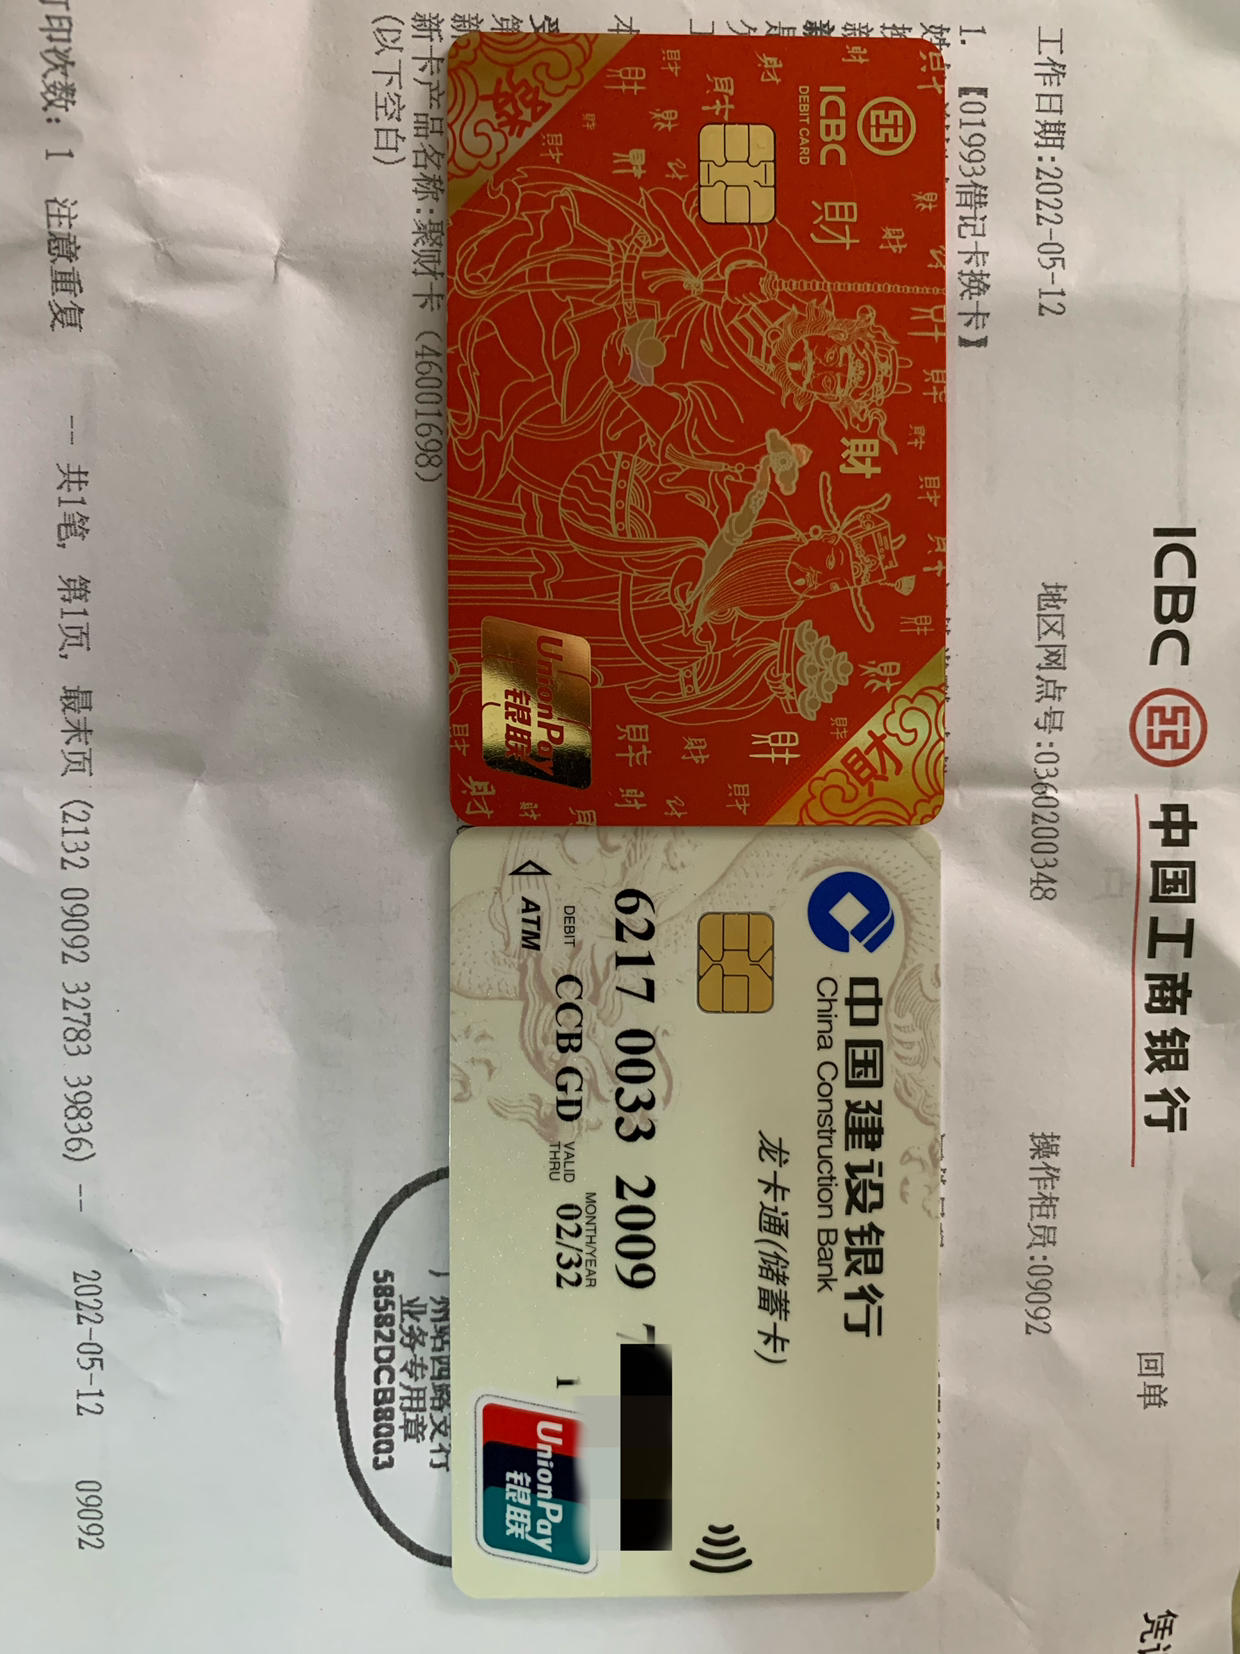 ICBC 中国工商银行
回单
工作日期:2022-05-12 地区网点号:0360200348 操作柜员:09092
1. 【01993借记卡换卡】
ICBC
DEBIT CARD
財
財
UnionPay
银联
中国建设银行
China Construction Bank
龙卡通(储蓄卡)
6217 0033 2009
DEBIT CCB GD VALID THRU MONTH/YEAR 02/32
ATM
UnionPay
银联
新卡产品名称:聚财卡 (46001698)
(以下空白)
业务专用章
58582DCB8003
打印次数: 1 注意重复 -- 共1笔, 第1页, 最末页 (2132 09092 32783 39836) -- 2022-05-12 09092